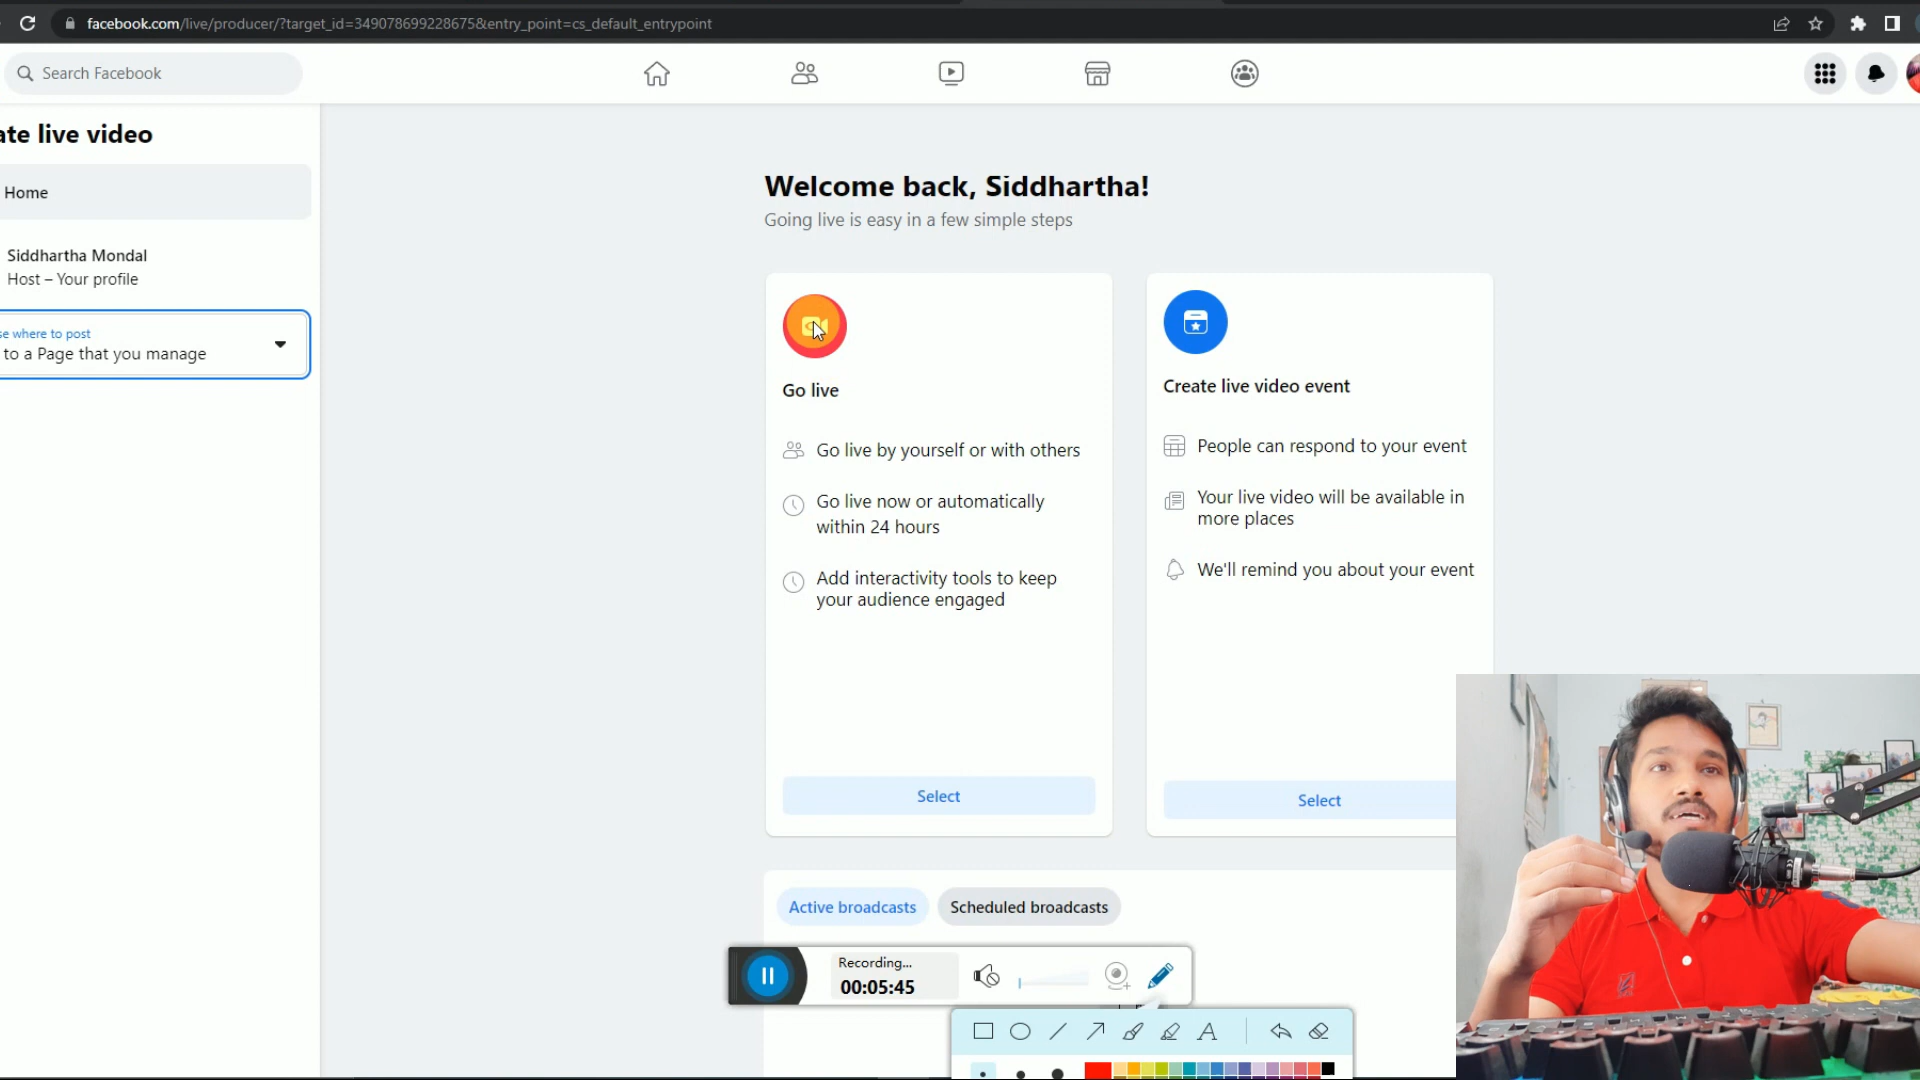 facebook.com/live/producer/?target_id=349078699228675&entry_point=cs_default_entrypoint
Search Facebook
ate live video
Home
Siddhartha Mondal
Host – Your profile
se where to post
to a Page that you manage
Welcome back, Siddhartha!
Going live is easy in a few simple steps
Go live
Go live by yourself or with others
Go live now or automatically
within 24 hours
Add interactivity tools to keep
your audience engaged
Select
Create live video event
People can respond to your event
Your live video will be available in
more places
We'll remind you about your event
Select
Active broadcasts
Scheduled broadcasts
Recording...
00:05:45
A